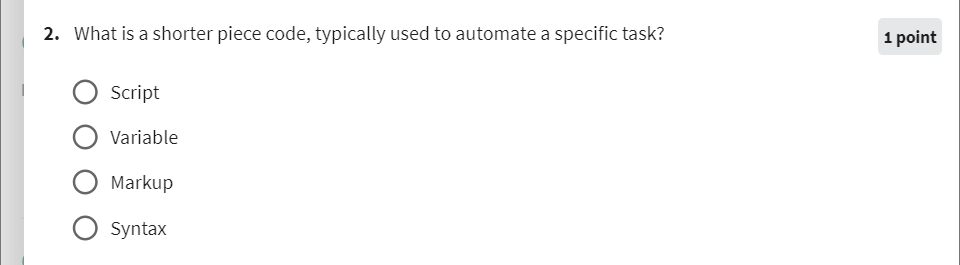 2. What is a shorter piece code, typically used to automate a specific task?
1 point
Script
Variable
Markup
Syntax